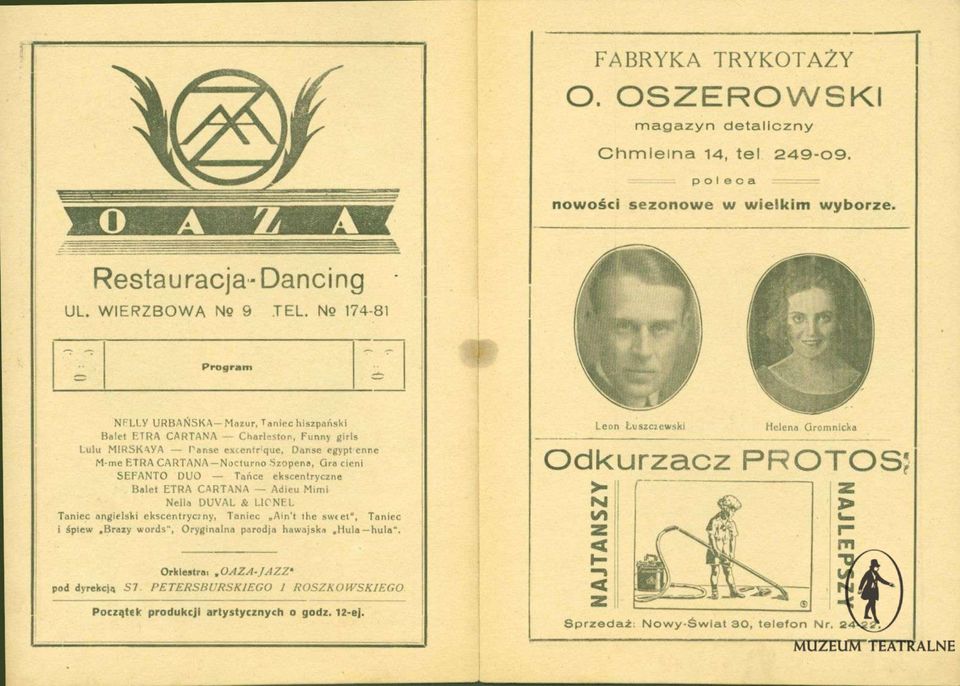 OAZA
Restauracja-Dancing
UL. WIERZBOWA № 9 TEL. № 174-81
Program
NELLY URBAŃSKA — Mazur, Taniec hiszpański
Balet ETRA CARTANA — Charleston, Funny girls
Lulu MIRSKAYA — Danse excentrique, Danse egyptienne
M-me ETRA CARTANA — Nocturno Szopena, Gra cieni
SEFANTO DUO — Tańce ekscentryczne
Balet ETRA CARTANA — Adieu Mimi
Nella DUVAL & LIONEL
Taniec angielski ekscentryczny, Taniec „Ain't the sweet", Taniec
i śpiew „Brazy words", Oryginalna parodja hawajska „Hula—hula".
Orkiestra: „OAZA-JAZZ"
pod dyrekcją ST. PETERSBURSKIEGO I ROSZKOWSKIEGO
Początek produkcji artystycznych o godz. 12-ej.
FABRYKA TRYKOTAŻY
O. OSZEROWSKI
magazyn detaliczny
Chmielna 14, tel 249-09.
poleca
nowości sezonowe w wielkim wyborze.
Leon Łuszczewski
Helena Gromnicka
Odkurzacz PROTOS
NAJTAŃSZY
NAJLEPSZY
Sprzedaż: Nowy-Świat 30, telefon Nr. 24-22.
MUZEUM TEATRALNE